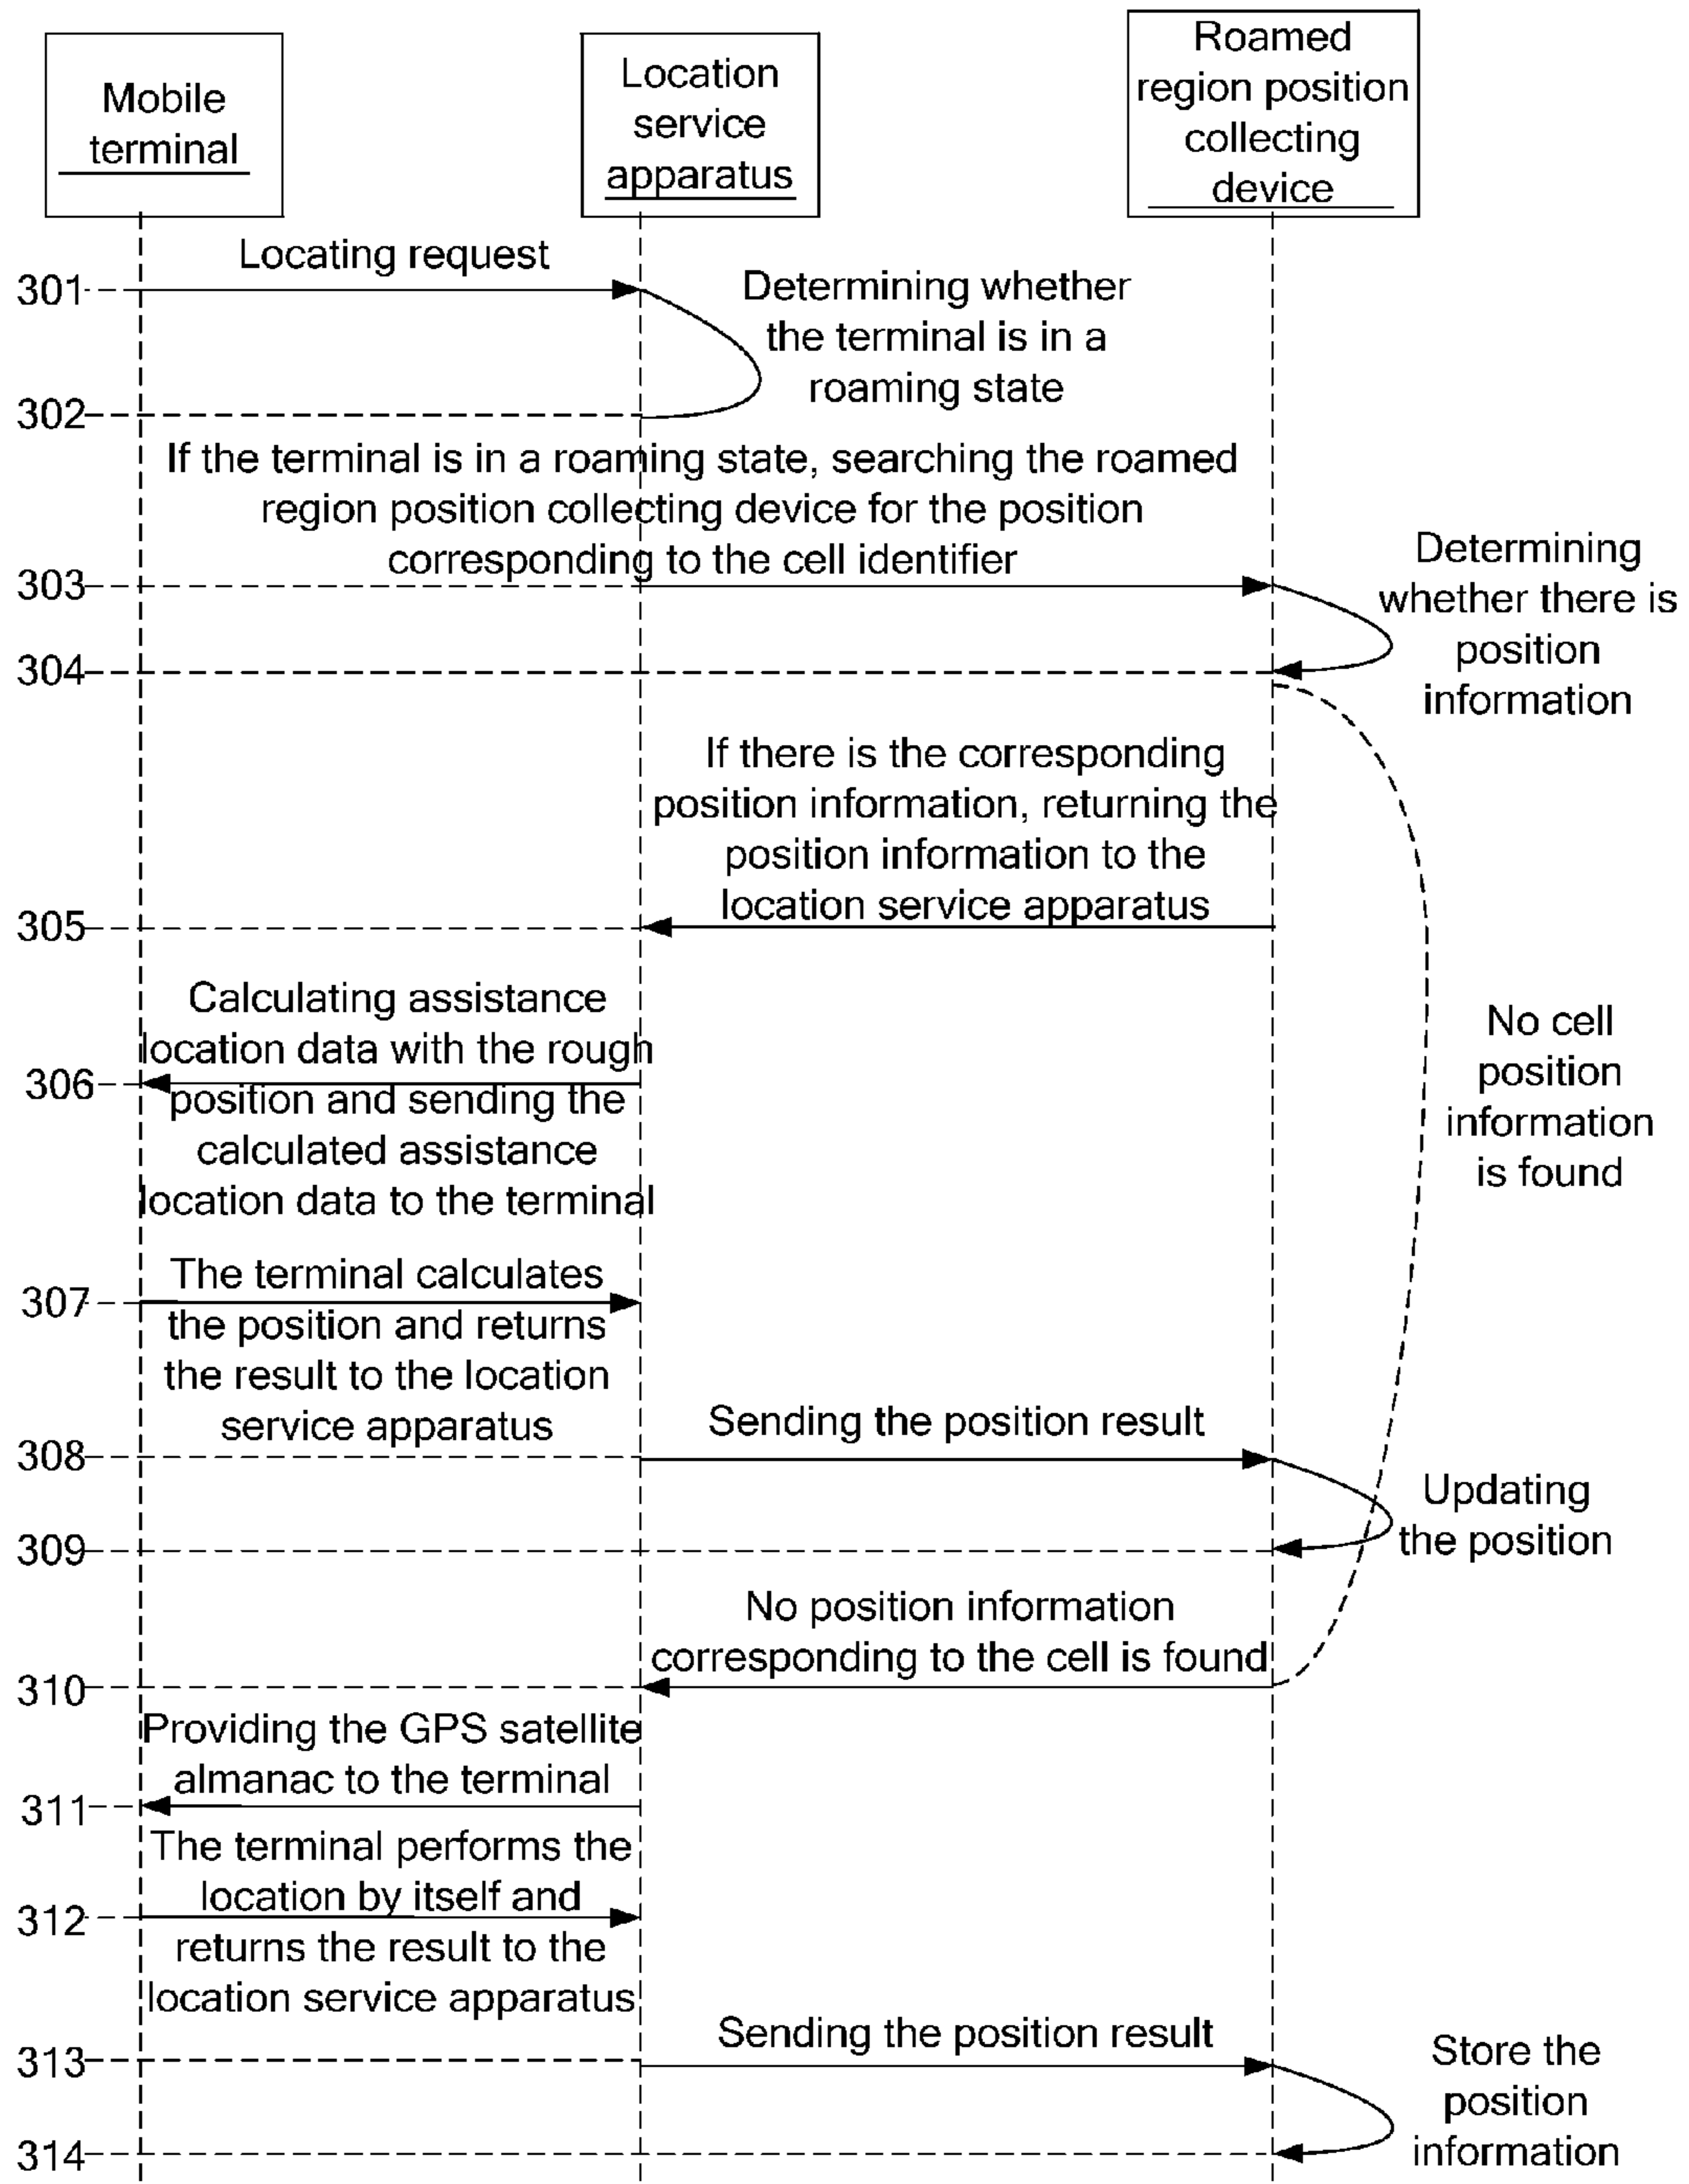 Mobile
terminal
Location
service
apparatus
Roamed
region position
collecting
device
Locating request
301
Determining whether
the terminal is in a
roaming state
302
If the terminal is in a roaming state, searching the roamed
region position collecting device for the position
corresponding to the cell identifier
303
Determining
whether there is
position
information
304
If there is the corresponding
position information, returning the
position information to the
location service apparatus
305
Calculating assistance
location data with the rough
position and sending the
calculated assistance
location data to the terminal
306
No cell
position
information
is found
The terminal calculates
the position and returns
the result to the location
service apparatus
307
Sending the position result
308
Updating
the position
309
No position information
corresponding to the cell is found
310
Providing the GPS satellite
almanac to the terminal
311
The terminal performs the
location by itself and
returns the result to the
location service apparatus
312
Sending the position result
313
Store the
position
information
314